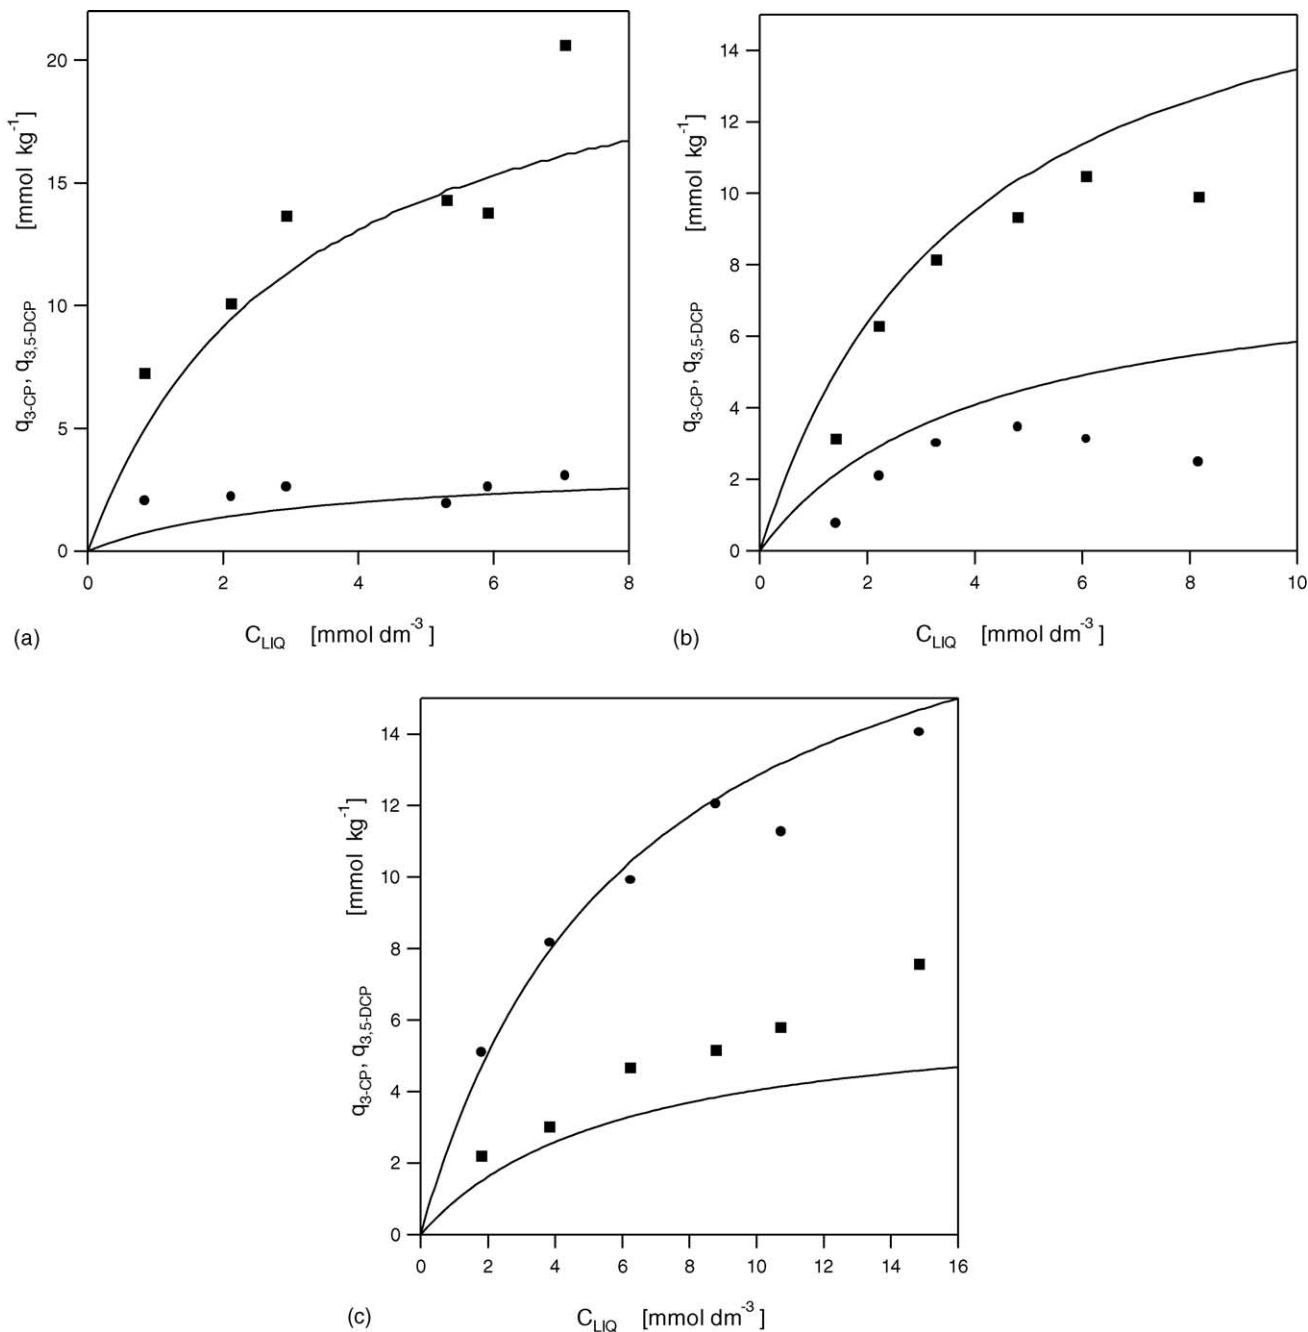 20
15
10
5
0
q3-CP, q3,5-DCP [mmol kg-1]
0 2 4 6 8
(a) CLIQ [mmol dm-3]
14
12
10
8
6
4
2
0
q3-CP, q3,5-DCP [mmol kg-1]
0 2 4 6 8 10
(b) CLIQ [mmol dm-3]
14
12
10
8
6
4
2
0
q3-CP, q3,5-DCP [mmol kg-1]
0 2 4 6 8 10 12 14 16
(c) CLIQ [mmol dm-3]